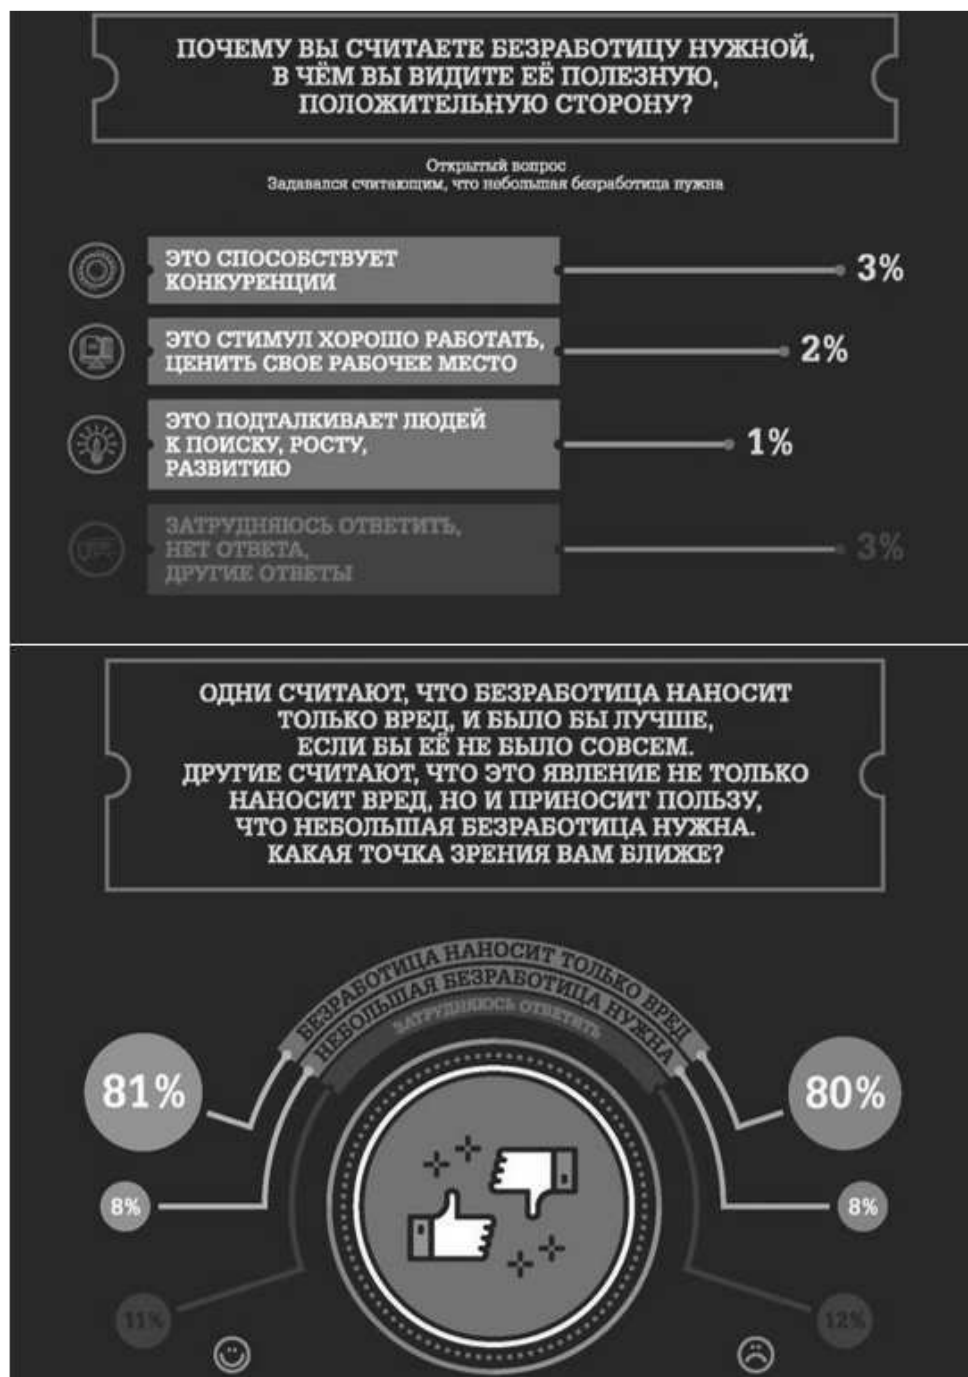 ПОЧЕМУ ВЫ СЧИТАЕТЕ БЕЗРАБОТИЦУ НУЖНОЙ,
В ЧЁМ ВЫ ВИДИТЕ ЕЁ ПОЛЕЗНУЮ,
ПОЛОЖИТЕЛЬНУЮ СТОРОНУ?
Открытый вопрос
Задавался считающим, что небольшая безработица нужна
ЭТО СПОСОБСТВУЕТ
КОНКУРЕНЦИИ
3%
ЭТО СТИМУЛ ХОРОШО РАБОТАТЬ,
ЦЕНИТЬ СВОЕ РАБОЧЕЕ МЕСТО
2%
ЭТО ПОДТАЛКИВАЕТ ЛЮДЕЙ
К ПОИСКУ, РОСТУ,
РАЗВИТИЮ
1%
ЗАТРУДНЯЮСЬ ОТВЕТИТЬ,
НЕТ ОТВЕТА,
ДРУГИЕ ОТВЕТЫ
3%
ОДНИ СЧИТАЮТ, ЧТО БЕЗРАБОТИЦА НАНОСИТ
ТОЛЬКО ВРЕД, И БЫЛО БЫ ЛУЧШЕ,
ЕСЛИ БЫ ЕЁ НЕ БЫЛО СОВСЕМ.
ДРУГИЕ СЧИТАЮТ, ЧТО ЭТО ЯВЛЕНИЕ НЕ ТОЛЬКО
НАНОСИТ ВРЕД, НО И ПРИНОСИТ ПОЛЬЗУ,
ЧТО НЕБОЛЬШАЯ БЕЗРАБОТИЦА НУЖНА.
КАКАЯ ТОЧКА ЗРЕНИЯ ВАМ БЛИЖЕ?
БЕЗРАБОТИЦА НАНОСИТ ТОЛЬКО ВРЕД
НЕБОЛЬШАЯ БЕЗРАБОТИЦА НУЖНА
ЗАТРУДНЯЮСЬ ОТВЕТИТЬ
81%
80%
8%
8%
11%
12%